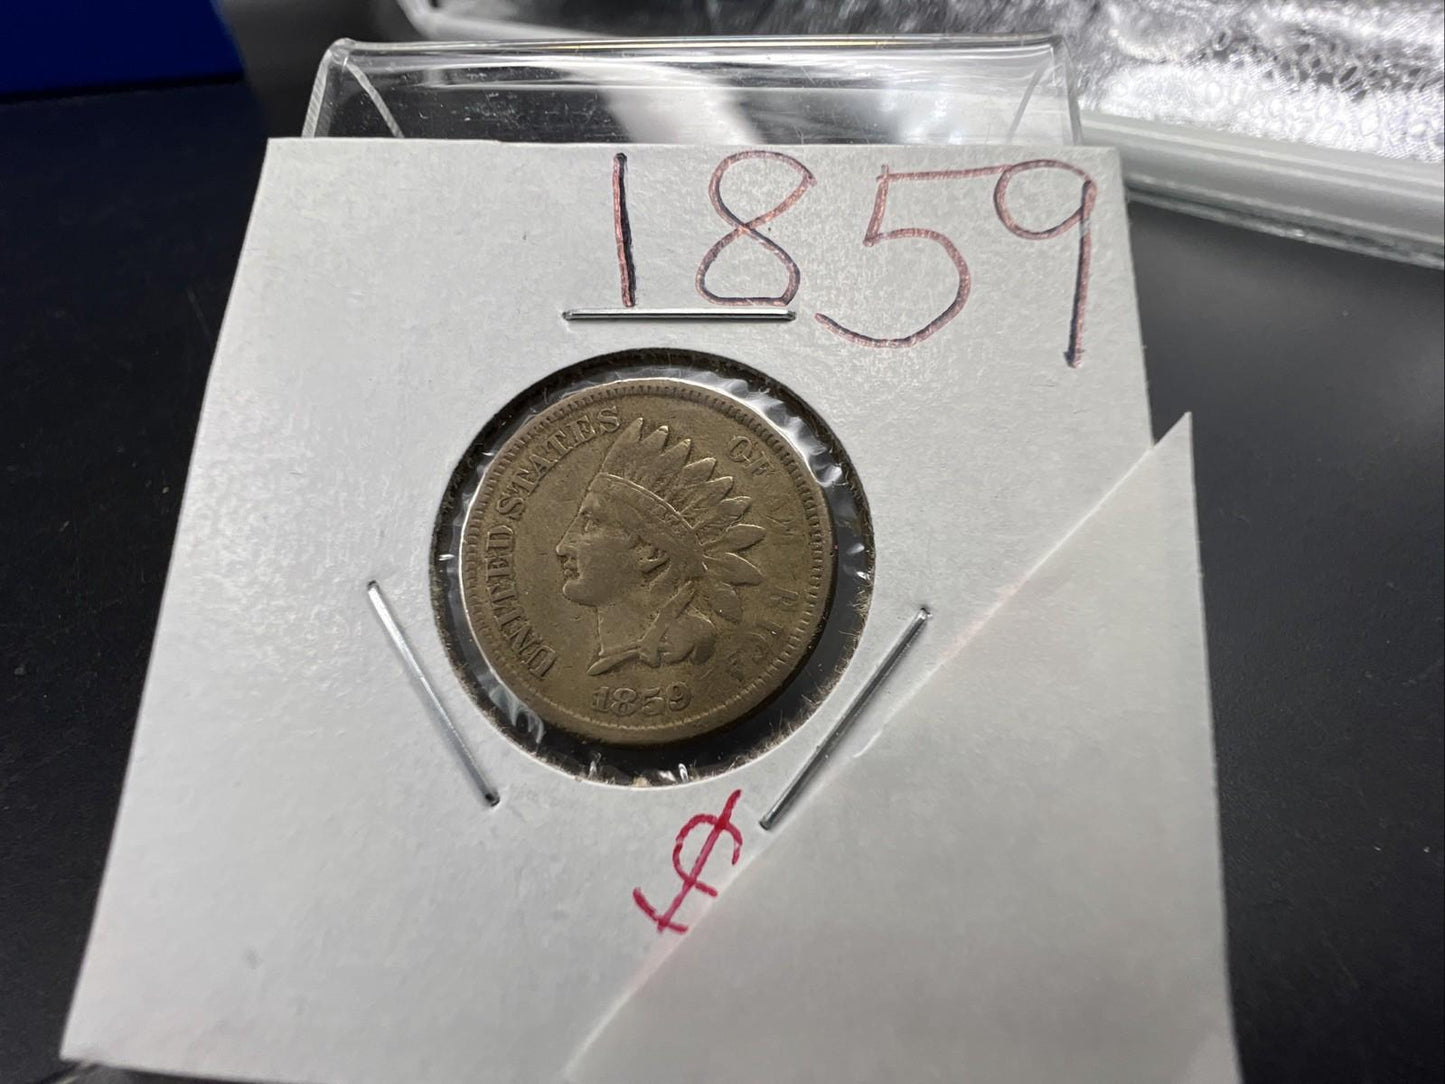 1859
UNITED STATES OF AMERICA
1859
$